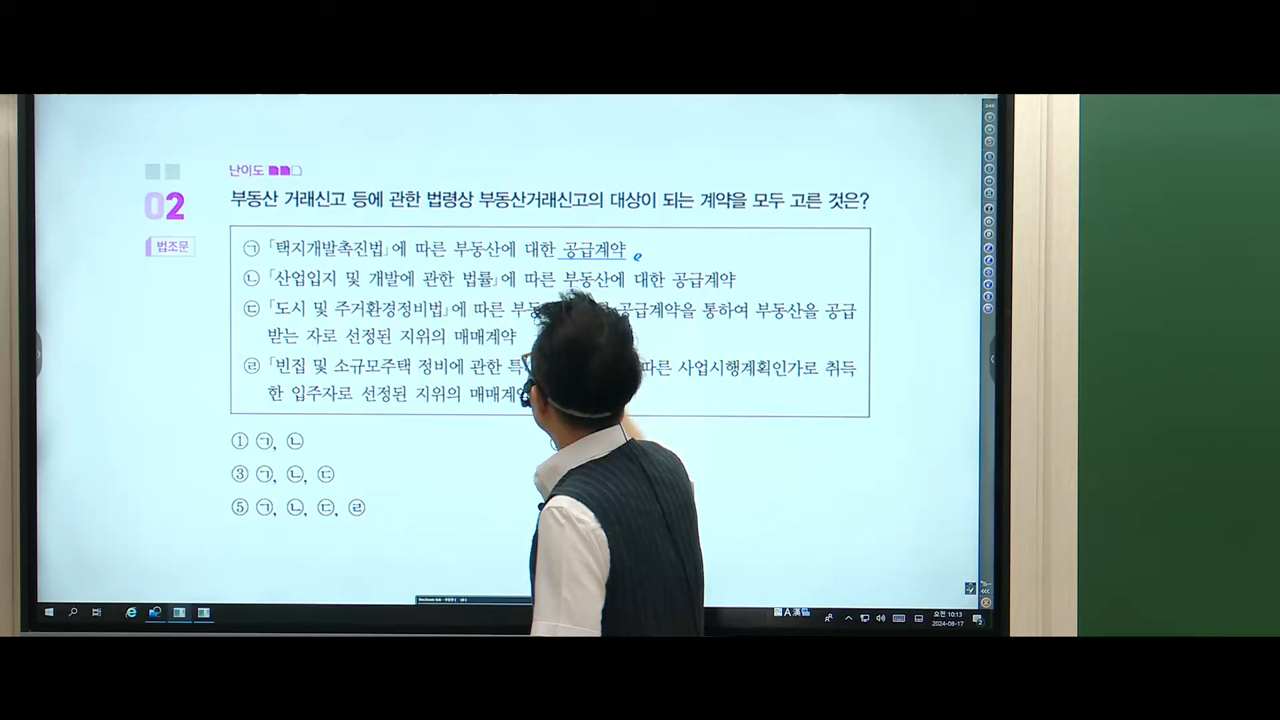 난이도
02 부동산 거래신고 등에 관한 법령상 부동산거래신고의 대상이 되는 계약을 모두 고른 것은?
법조문
㉠ 「택지개발촉진법」에 따른 부동산에 대한 공급계약
㉡ 「산업입지 및 개발에 관한 법률」에 따른 부동산에 대한 공급계약
㉢ 「도시 및 주거환경정비법」에 따른 부동 공급계약을 통하여 부동산을 공급
받는 자로 선정된 지위의 매매계약
㉣ 「빈집 및 소규모주택 정비에 관한 특 따른 사업시행계획인가로 취득
한 입주자로 선정된 지위의 매매계약
① ㉠, ㉡
③ ㉠, ㉡, ㉢
⑤ ㉠, ㉡, ㉢, ㉣
A 漢
오전 10:13
2024-08-17